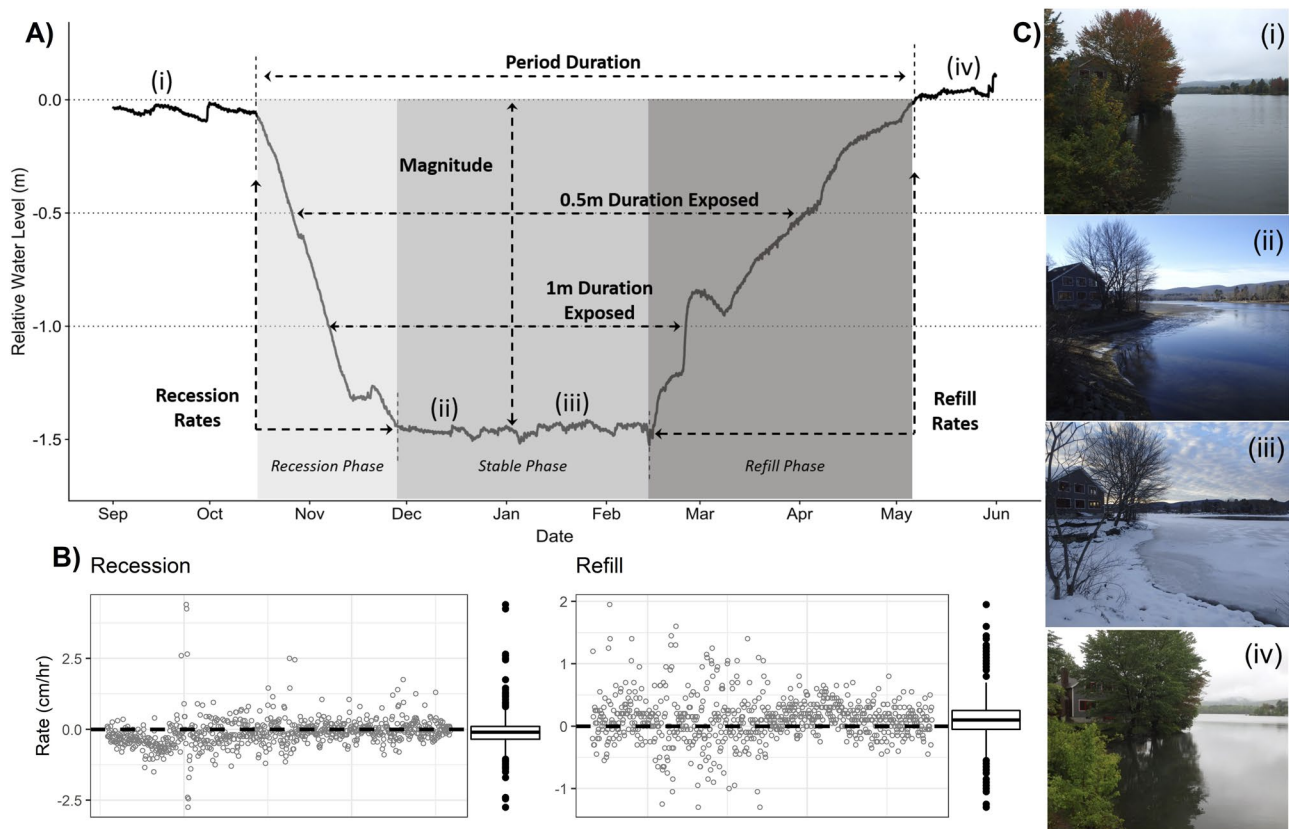 A)
C)
(i)
(iv)
(i)
Period Duration
0.0
Magnitude
Relative Water Level (m)
0.5m Duration Exposed
-0.5
(ii)
1m Duration
Exposed
-1.0
Recession
Rates
Refill
Rates
(ii)
(iii)
(iii)
-1.5
Recession Phase
Stable Phase
Refill Phase
Sep
Oct
Nov
Dec
Jan
Feb
Mar
Apr
May
Jun
Date
B)
Recession
Refill
Rate (cm/hr)
2.5
0.0
-2.5
2
1
0
-1
(iv)